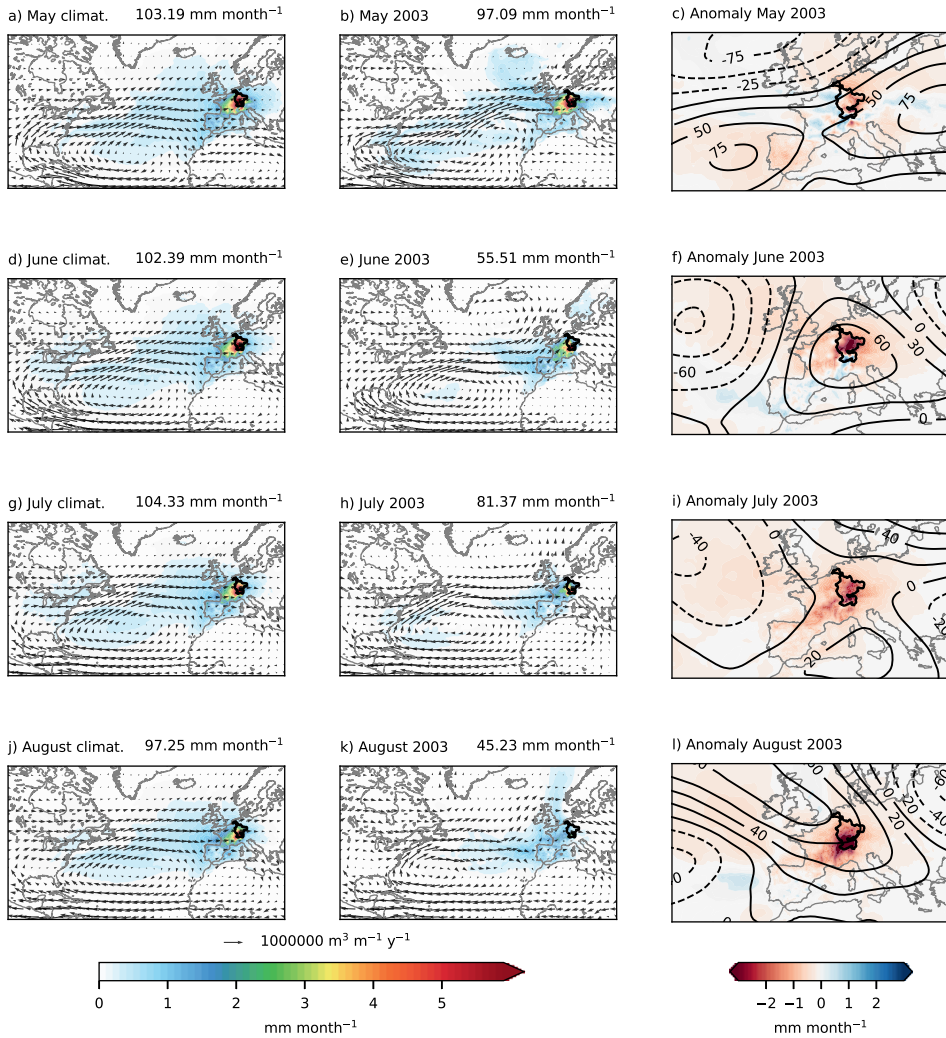 a) May climat. 103.19 mm month⁻¹
b) May 2003 97.09 mm month⁻¹
c) Anomaly May 2003
-75
-25
50
75
50
75
d) June climat. 102.39 mm month⁻¹
e) June 2003 55.51 mm month⁻¹
f) Anomaly June 2003
0
60
30
-60
0
g) July climat. 104.33 mm month⁻¹
h) July 2003 81.37 mm month⁻¹
i) Anomaly July 2003
-40
0
40
0
20
j) August climat. 97.25 mm month⁻¹
k) August 2003 45.23 mm month⁻¹
l) Anomaly August 2003
0
20
-40
40
20
1000000 m³ m⁻¹ y⁻¹
0 1 2 3 4 5
mm month⁻¹
−2 −1 0 1 2
mm month⁻¹